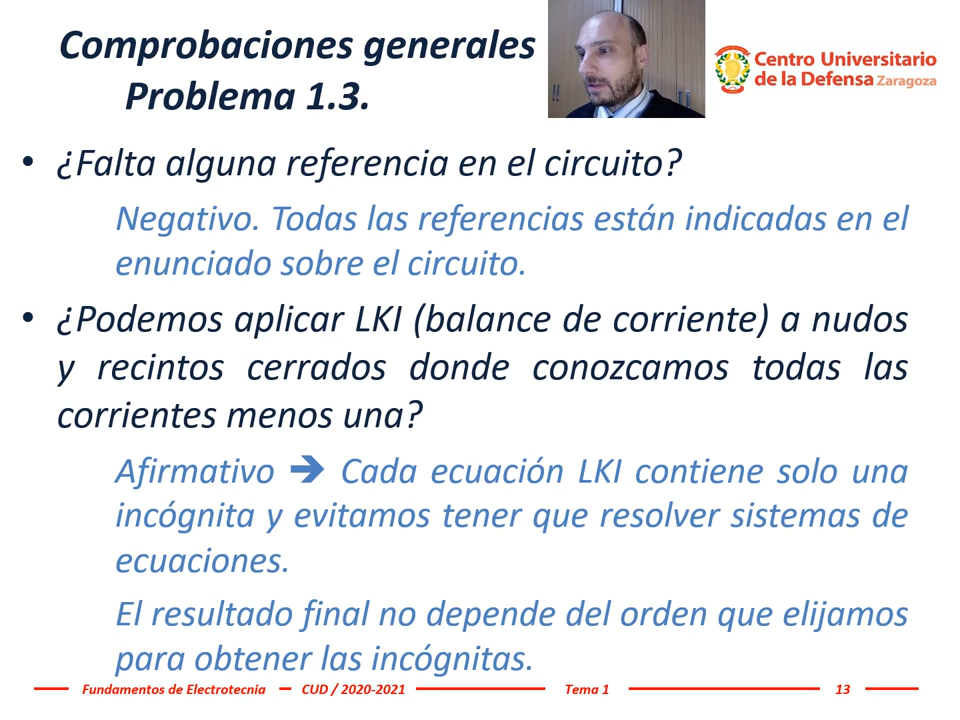 Comprobaciones generales
Problema 1.3.
Centro Universitario
de la Defensa Zaragoza
• ¿Falta alguna referencia en el circuito?
Negativo. Todas las referencias están indicadas en el
enunciado sobre el circuito.
• ¿Podemos aplicar LKI (balance de corriente) a nudos
y recintos cerrados donde conozcamos todas las
corrientes menos una?
Afirmativo ➔ Cada ecuación LKI contiene solo una
incógnita y evitamos tener que resolver sistemas de
ecuaciones.
El resultado final no depende del orden que elijamos
para obtener las incógnitas.
Fundamentos de Electrotecnia CUD / 2020-2021 Tema 1 13